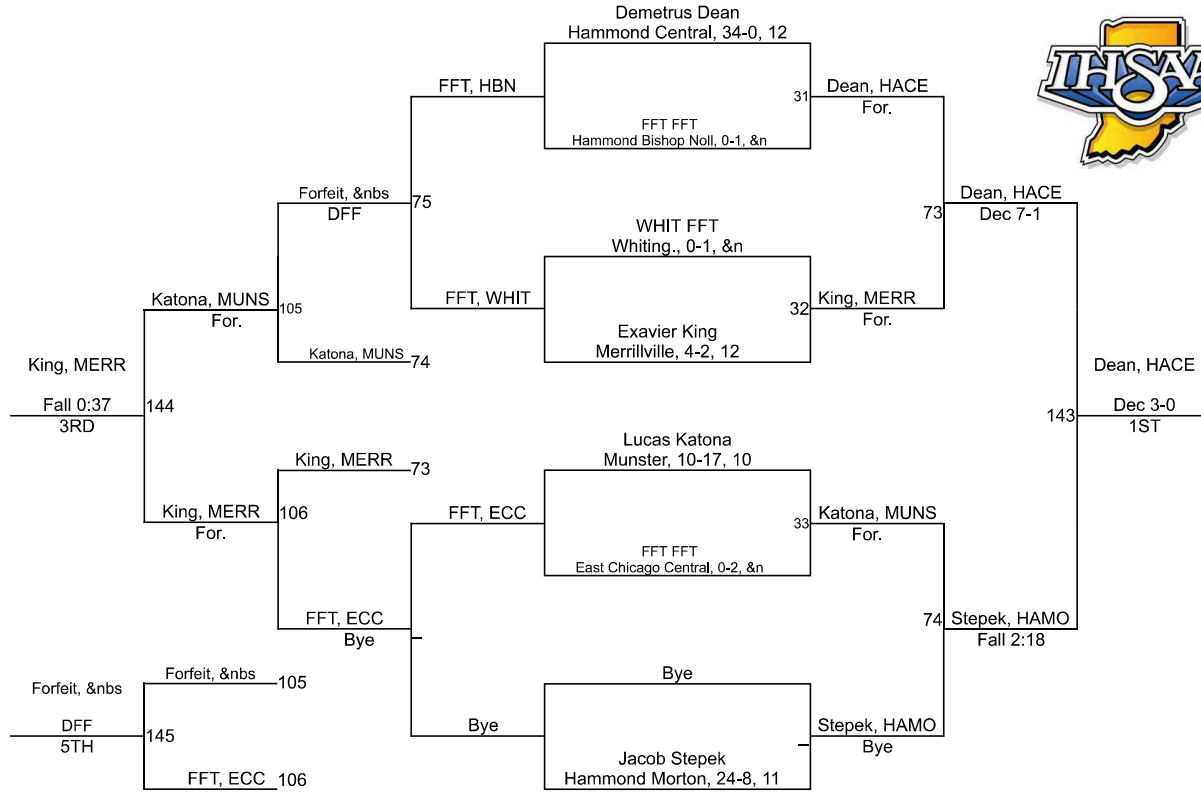 Demetrus Dean
Hammond Central, 34-0, 12
IHSAA
FFT, HBN
31
Dean, HACE
For.
FFT FFT
Hammond Bishop Noll, 0-1, &n
Forfeit, &nbs
DFF
75
73
Dean, HACE
Dec 7-1
WHIT FFT
Whiting., 0-1, &n
Katona, MUNS
For.
105
FFT, WHIT
32
King, MERR
For.
Exavier King
Merrillville, 4-2, 12
Katona, MUNS
74
King, MERR
Fall 0:37
3RD
144
143
Dean, HACE
Dec 3-0
1ST
Lucas Katona
Munster, 10-17, 10
King, MERR
73
King, MERR
For.
106
FFT, ECC
33
Katona, MUNS
For.
FFT FFT
East Chicago Central, 0-2, &n
FFT, ECC
Bye
74
Stepek, HAMO
Fall 2:18
Forfeit, &nbs
105
Bye
Forfeit, &nbs
DFF
5TH
145
Bye
Stepek, HAMO
Bye
Jacob Stepek
Hammond Morton, 24-8, 11
FFT, ECC
106